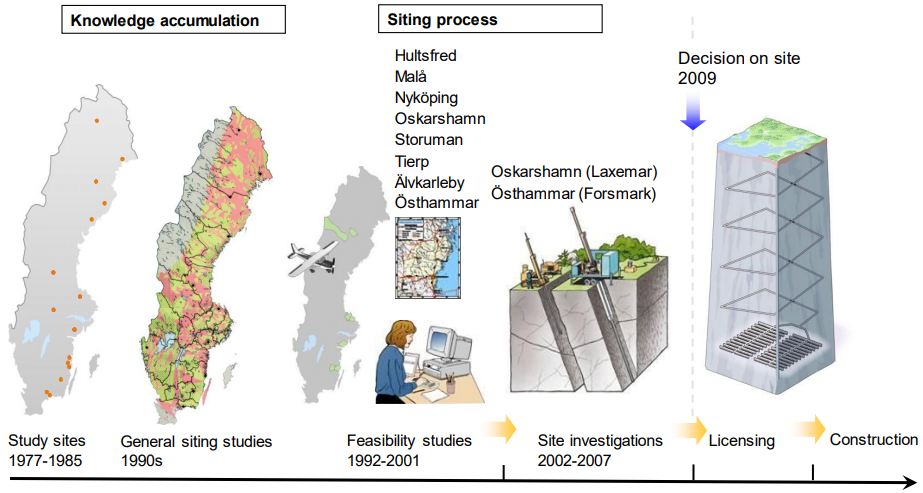 Knowledge accumulation
Siting process
Hultsfred
Malå
Nyköping
Oskarshamn
Storuman
Tierp
Älvkarleby
Östhammar
Oskarshamn (Laxemar)
Östhammar (Forsmark)
Decision on site
2009
Study sites
1977-1985
General siting studies
1990s
Feasibility studies
1992-2001
Site investigations
2002-2007
Licensing
Construction